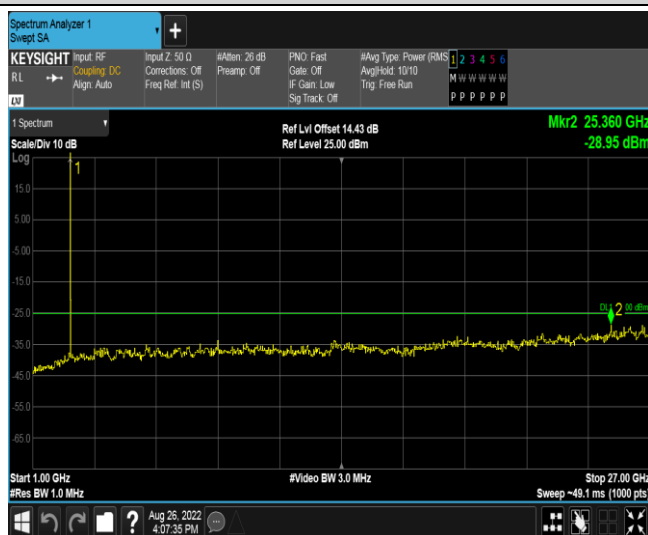 Spectrum Analyzer 1
Swept SA
+
KEYSIGHT
RL
LXI
Input: RF
Coupling: DC
Align: Auto
Input Z: 50 Ω
Corrections: Off
Freq Ref: Int (S)
#Atten: 26 dB
Preamp: Off
PNO: Fast
Gate: Off
IF Gain: Low
Sig Track: Off
#Avg Type: Power (RMS
Avg|Hold: 10/10
Trig: Free Run
1 2 3 4 5 6
M W W W W W
P P P P P P
1 Spectrum
Scale/Div 10 dB
Ref Lvl Offset 14.43 dB
Ref Level 25.00 dBm
Mkr2 25.360 GHz
-28.95 dBm
Log
1
15.0
5.00
-5.00
-15.0
-25.0
DL1 2 00 dBm
-35.0
-45.0
-55.0
-65.0
Start 1.00 GHz
#Video BW 3.0 MHz
Stop 27.00 GHz
#Res BW 1.0 MHz
Sweep ~49.1 ms (1000 pts)
?
Aug 26, 2022
4:07:35 PM